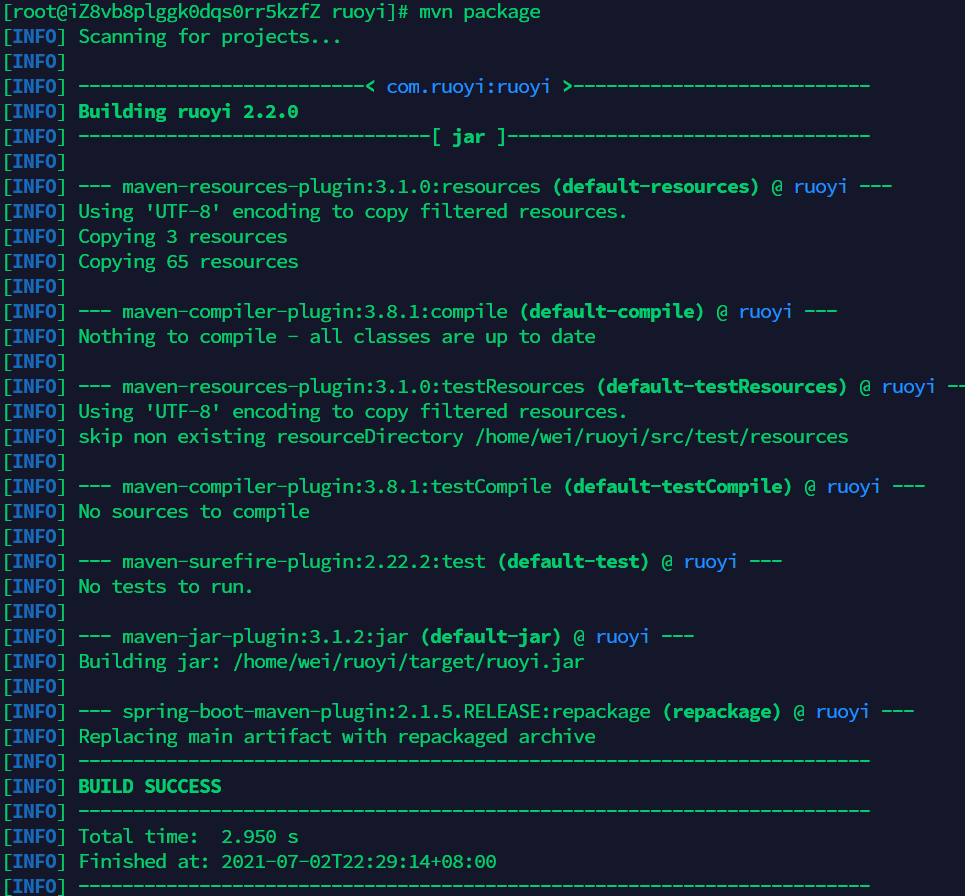 [root@iZ8vb8plggk0dqs0rr5kzfZ ruoyi]# mvn package
[INFO] Scanning for projects...
[INFO]
[INFO] --------------------------< com.ruoyi:ruoyi >---------------------------
[INFO] Building ruoyi 2.2.0
[INFO] --------------------------------[ jar ]---------------------------------
[INFO]
[INFO] --- maven-resources-plugin:3.1.0:resources (default-resources) @ ruoyi ---
[INFO] Using 'UTF-8' encoding to copy filtered resources.
[INFO] Copying 3 resources
[INFO] Copying 65 resources
[INFO]
[INFO] --- maven-compiler-plugin:3.8.1:compile (default-compile) @ ruoyi ---
[INFO] Nothing to compile - all classes are up to date
[INFO]
[INFO] --- maven-resources-plugin:3.1.0:testResources (default-testResources) @ ruoyi --
[INFO] Using 'UTF-8' encoding to copy filtered resources.
[INFO] skip non existing resourceDirectory /home/wei/ruoyi/src/test/resources
[INFO]
[INFO] --- maven-compiler-plugin:3.8.1:testCompile (default-testCompile) @ ruoyi ---
[INFO] No sources to compile
[INFO]
[INFO] --- maven-surefire-plugin:2.22.2:test (default-test) @ ruoyi ---
[INFO] No tests to run.
[INFO]
[INFO] --- maven-jar-plugin:3.1.2:jar (default-jar) @ ruoyi ---
[INFO] Building jar: /home/wei/ruoyi/target/ruoyi.jar
[INFO]
[INFO] --- spring-boot-maven-plugin:2.1.5.RELEASE:repackage (repackage) @ ruoyi ---
[INFO] Replacing main artifact with repackaged archive
[INFO] ------------------------------------------------------------------------
[INFO] BUILD SUCCESS
[INFO] ------------------------------------------------------------------------
[INFO] Total time:  2.950 s
[INFO] Finished at: 2021-07-02T22:29:14+08:00
[INFO] ------------------------------------------------------------------------